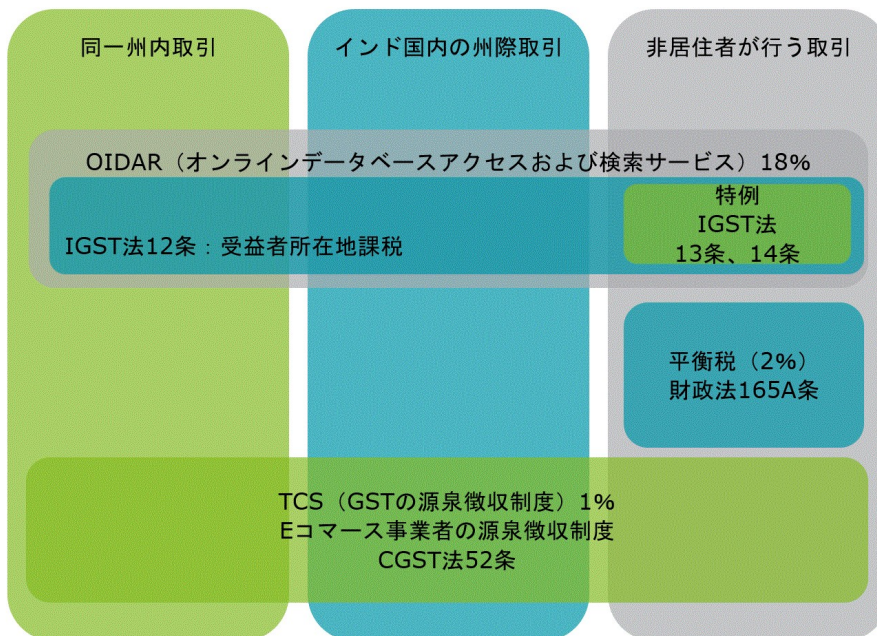 同一州内取引
インド国内の州際取引
非居住者が行う取引
OIDAR（オンラインデータベースアクセスおよび検索サービス）18%
IGST法12条：受益者所在地課税
特例
IGST法
13条、14条
平衡税（2%）
財政法165A条
TCS（GSTの源泉徴収制度）1%
Eコマース事業者の源泉徴収制度
CGST法52条